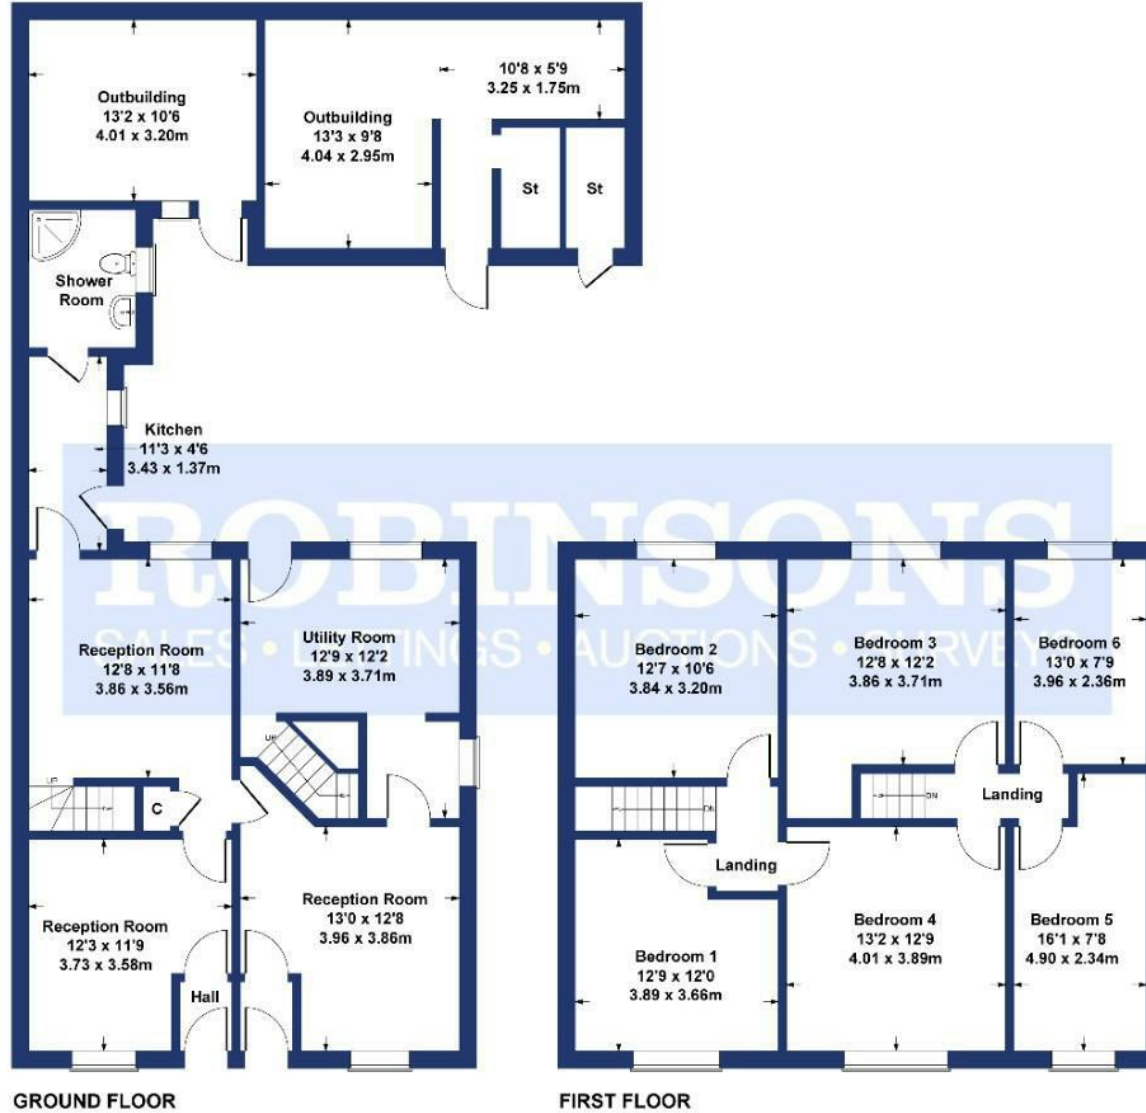 Outbuilding
13'2 x 10'6
4.01 x 3.20m
Outbuilding
13'3 x 9'8
4.04 x 2.95m
10'8 x 5'9
3.25 x 1.75m
St
St
Shower
Room
Kitchen
11'3 x 4'6
3.43 x 1.37m
ROBINSONS
SALES • LETTINGS • AUCTIONS • SURVEYS
Reception Room
12'8 x 11'8
3.86 x 3.56m
Utility Room
12'9 x 12'2
3.89 x 3.71m
UP
UP
C
Reception Room
12'3 x 11'9
3.73 x 3.58m
Reception Room
13'0 x 12'8
3.96 x 3.86m
Hall
Bedroom 2
12'7 x 10'6
3.84 x 3.20m
Bedroom 3
12'8 x 12'2
3.86 x 3.71m
Bedroom 6
13'0 x 7'9
3.96 x 2.36m
DN
DN
Landing
Landing
Bedroom 1
12'9 x 12'0
3.89 x 3.66m
Bedroom 4
13'2 x 12'9
4.01 x 3.89m
Bedroom 5
16'1 x 7'8
4.90 x 2.34m
GROUND FLOOR
FIRST FLOOR